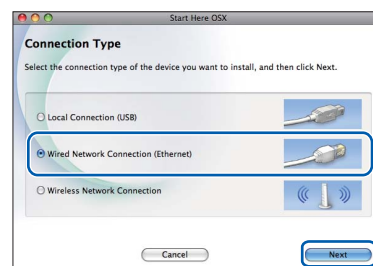 Start Here OSX
Connection Type
Select the connection type of the device you want to install, and then click Next.
Local Connection (USB)
Wired Network Connection (Ethernet)
Wireless Network Connection
Cancel
Next